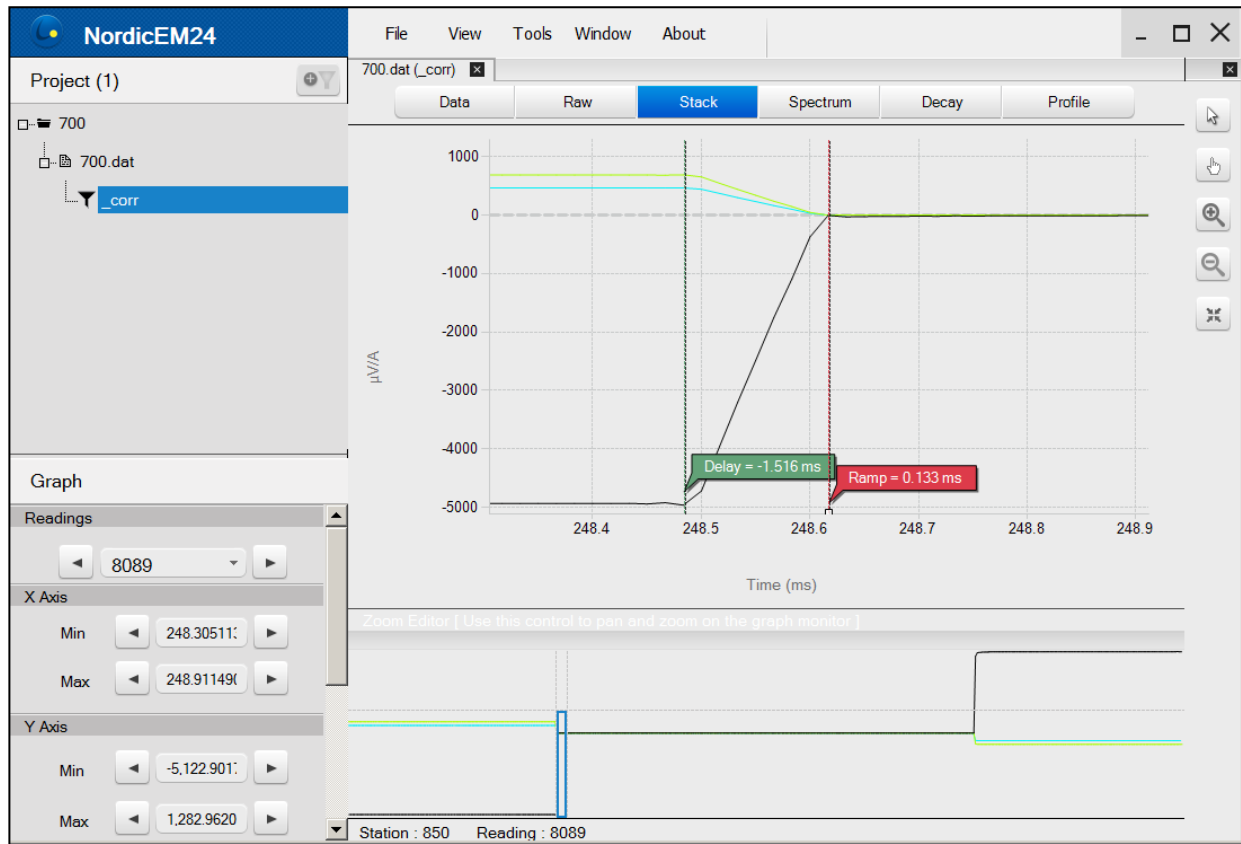 NordicEM24
File View Tools Window About
Project (1)
700
700.dat
_corr
700.dat (_corr)
Data Raw Stack Spectrum Decay Profile
1000
0
-1000
-2000
-3000
-4000
-5000
µV/A
Delay = -1.516 ms
Ramp = 0.133 ms
248.4 248.5 248.6 248.7 248.8 248.9
Time (ms)
Graph
Readings
8089
X Axis
Min 248.305113
Max 248.911490
Y Axis
Min -5,122.901
Max 1,282.9620
Zoom Editor [ Use this control to pan and zoom on the graph monitor ]
Station : 850 Reading : 8089